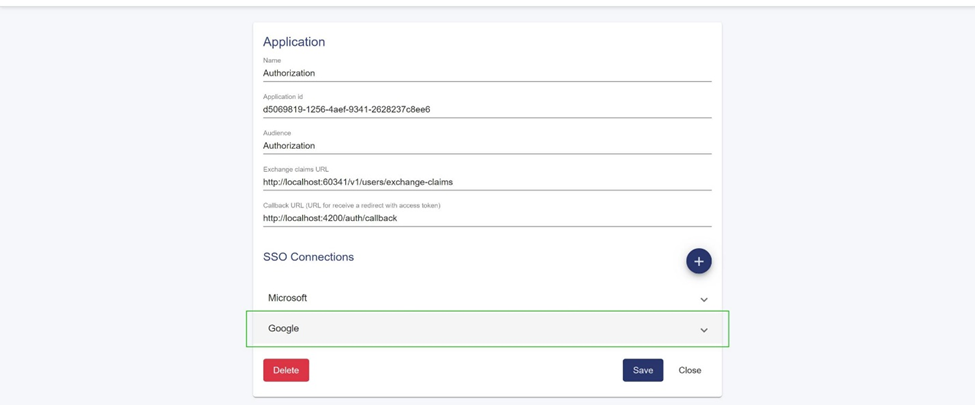 Application
Name
Authorization
Application id
d5069819-1256-4aef-9341-2628237c8ee6
Audience
Authorization
Exchange claims URL
http://localhost:60341/v1/users/exchange-claims
Callback URL (URL for receive a redirect with access token)
http://localhost:4200/auth/callback
SSO Connections
+
Microsoft
Google
Delete Save Close